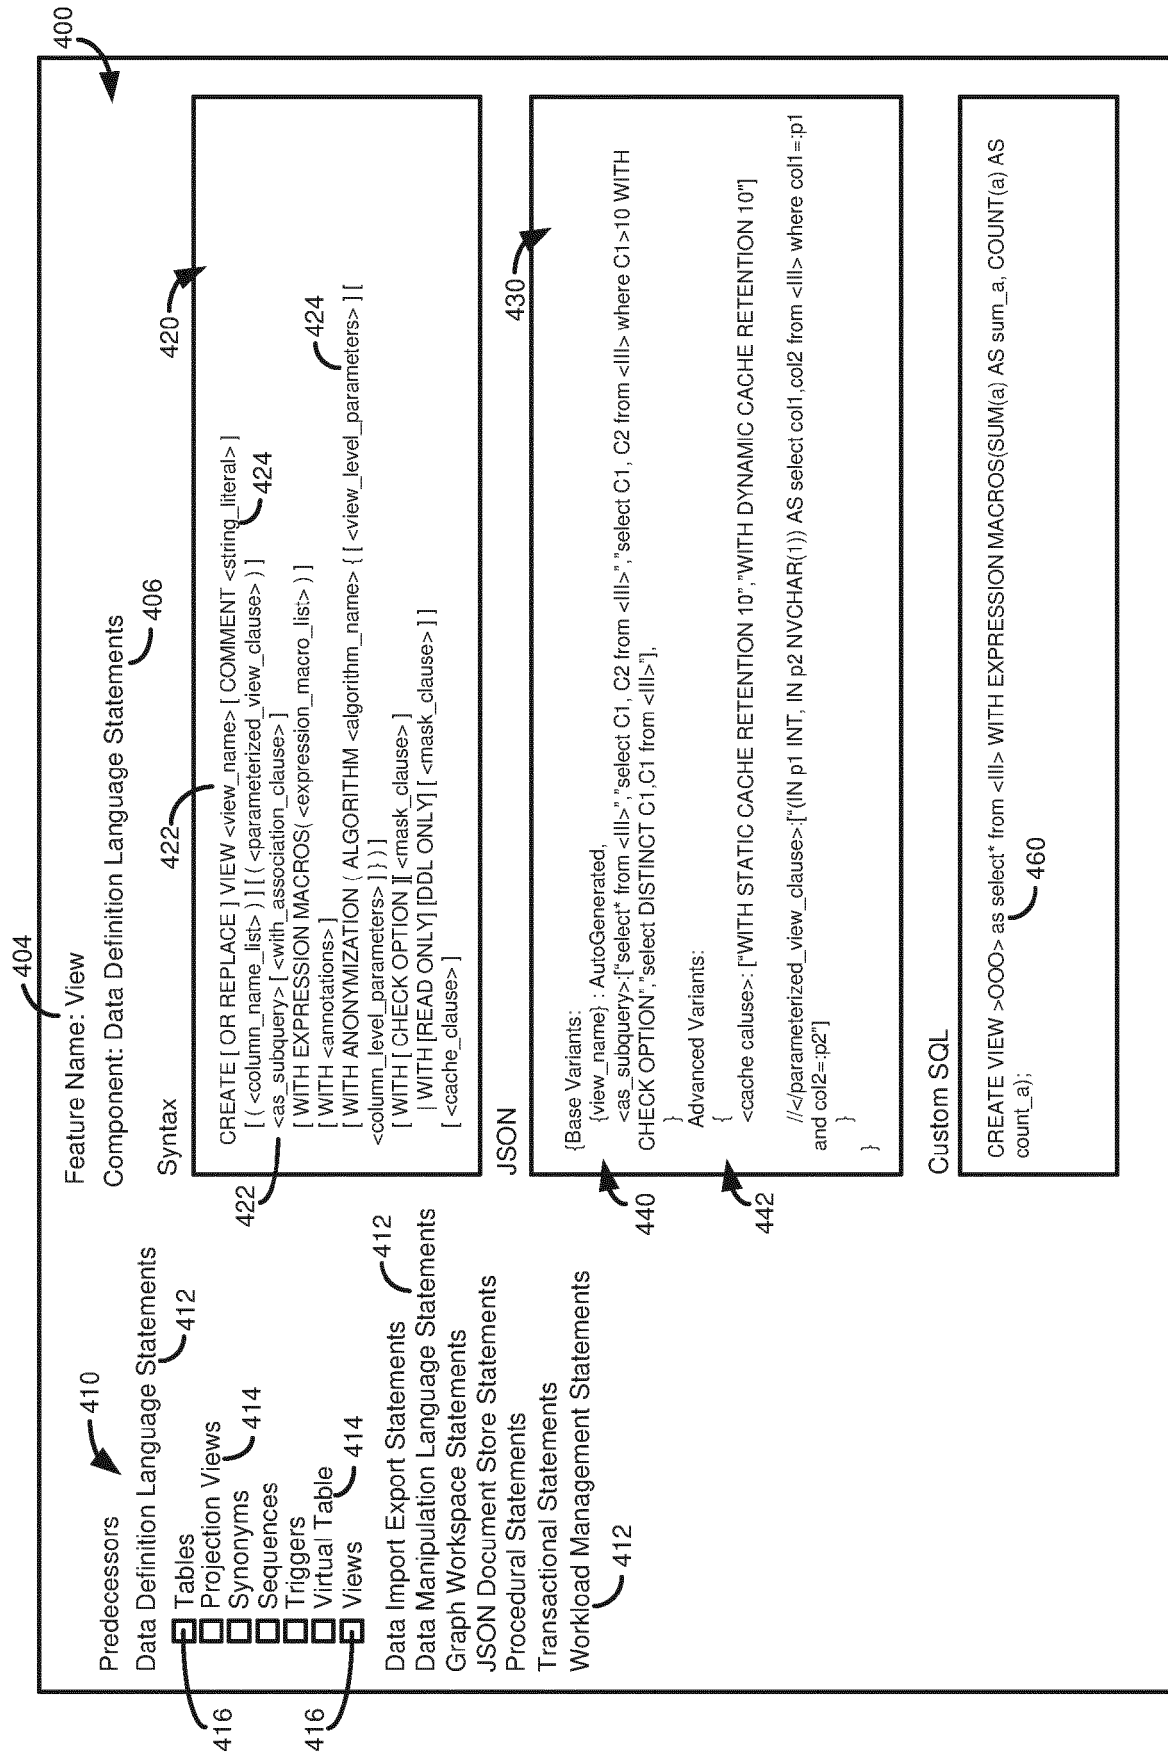 400
404
Feature Name: View
Component: Data Definition Language Statements
406
410
Predecessors
Data Definition Language Statements
412
Tables
Projection Views
414
Synonyms
Sequences
Triggers
Virtual Table
414
Views
416
416
Data Import Export Statements
412
Data Manipulation Language Statements
Graph Workspace Statements
JSON Document Store Statements
Procedural Statements
Transactional Statements
Workload Management Statements
412
Syntax
420
422
CREATE [ OR REPLACE ] VIEW <view_name> [ COMMENT <string_literal> ]
[ ( <column_name_list> ) ] [ ( <parameterized_view_clause> ) ]
424
<as_subquery> [ <with_association_clause> ]
422
[ WITH EXPRESSION MACROS( <expression_macro_list> ) ]
[ WITH <annotations> ]
[ WITH ANONYMIZATION ( ALGORITHM <algorithm_name> { [ <view_level_parameters> ] [
424
<column_level_parameters> ] } ) ]
[ WITH [ CHECK OPTION ][ <mask_clause> ]
| WITH [READ ONLY] [DDL ONLY] [ <mask_clause> ] ]
[ <cache_clause> ]
JSON
430
{Base Variants:
{view_name} : AutoGenerated,
<as_subquery>:["select* from <lll>","select C1, C2 from <lll>","select C1, C2 from <lll> where C1>10 WITH
CHECK OPTION","select DISTINCT C1,C1 from <lll>"],
}
440
Advanced Variants:
{
442
<cache caluse>: ["WITH STATIC CACHE RETENTION 10","WITH DYNAMIC CACHE RETENTION 10"]
//</parameterized_view_clause>:["(IN p1 INT, IN p2 NVCHAR(1)) AS select col1,col2 from <lll> where col1=:p1
and col2=:p2"]
}
}
Custom SQL
CREATE VIEW >OOO> as select* from <lll> WITH EXPRESSION MACROS(SUM(a) AS sum_a, COUNT(a) AS
count_a);
460